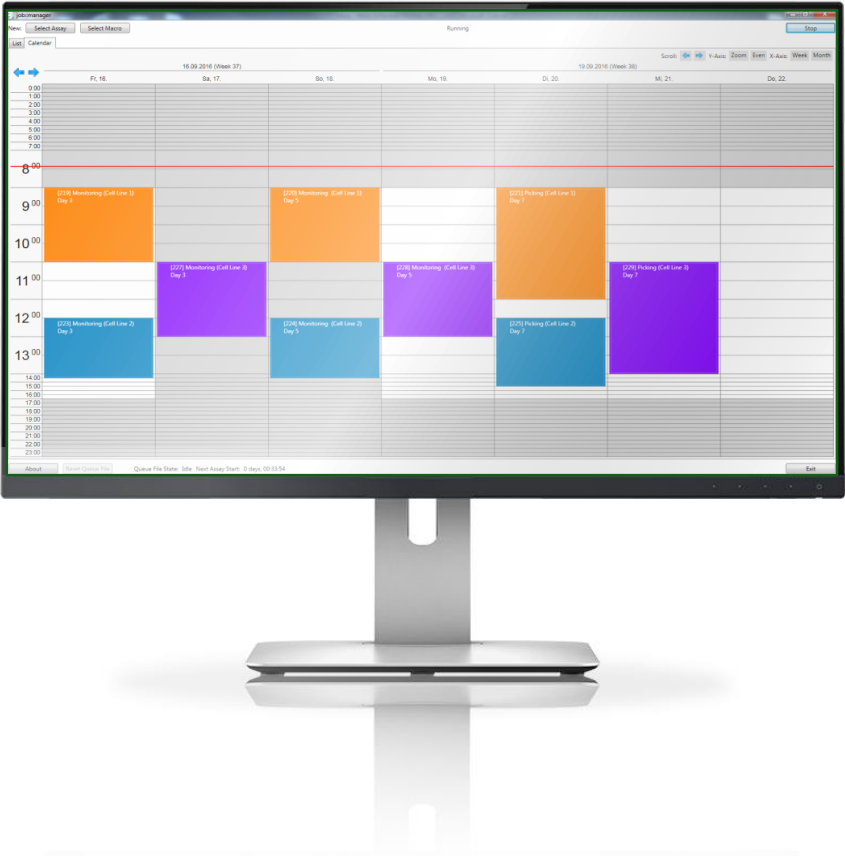 job:manager
New: Select Assay Select Macro Running Stop
List Calendar
Scroll: Y-Axis: Zoom Even X-Axis: Week Month
16.09.2016 (Week 37) 19.09.2016 (Week 38)
Fr, 16. Sa, 17. So, 18. Mo, 19. Di, 20. Mi, 21. Do, 22.
0:00
1:00
2:00
3:00
4:00
5:00
6:00
7:00
8 00
[219] Monitoring (Cell Line 1) [220] Monitoring (Cell Line 1) [221] Picking (Cell Line 1)
Day 3 Day 5 Day 7
9 00
10 00
[227] Monitoring (Cell Line 3) [228] Monitoring (Cell Line 3) [229] Picking (Cell Line 3)
Day 3 Day 5 Day 7
11 00
12 00
[223] Monitoring (Cell Line 2) [224] Monitoring (Cell Line 2) [225] Picking (Cell Line 2)
Day 3 Day 5 Day 7
13 00
14:00
15:00
16:00
17:00
18:00
19:00
20:00
21:00
22:00
23:00
About Reset Queue File Queue File State: Idle Next Assay Start: 0 days, 00:33:54 Exit